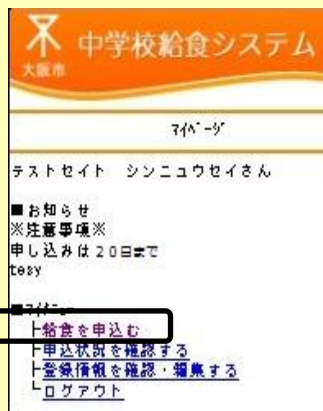 中学校給食システム
大阪市
ﾏｲﾍﾟｰｼﾞ
テストセイト シンニュウセイさん
■お知らせ
※注意事項※
申し込みは20日まで
tesy
■ﾏｲﾒﾆｭｰ
├給食を申込む
├申込状況を確認する
├登録情報を確認・編集する
└ログアウト